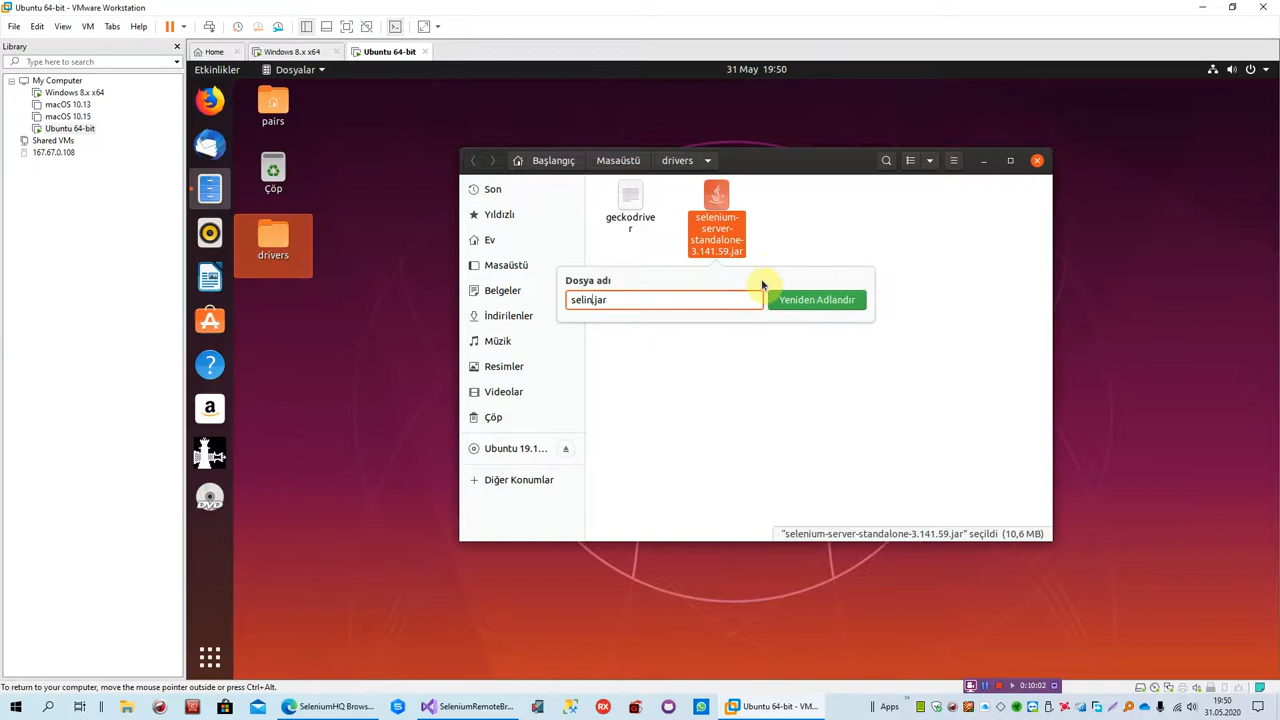 Ubuntu 64-bit - VMware Workstation
File Edit View VM Tabs Help
Library
Type here to search
My Computer
Windows 8.x x64
macOS 10.13
macOS 10.15
Ubuntu 64-bit
Shared VMs
167.67.0.108
Home
Windows 8.x x64
Ubuntu 64-bit
Etkinlikler
Dosyalar
31 May 19:50
pairs
Çöp
drivers
Başlangıç
Masaüstü
drivers
Son
Yıldızlı
Ev
Masaüstü
Belgeler
İndirilenler
Müzik
Resimler
Videolar
Çöp
Ubuntu 19.1...
Diğer Konumlar
geckodrive
r
selenium-
server-
standalone-
3.141.59.jar
Dosya adı
selin.jar
Yeniden Adlandır
"selenium-server-standalone-3.141.59.jar" seçildi (10,6 MB)
To return to your computer, move the mouse pointer outside or press Ctrl+Alt.
0:10:02
SeleniumHQ Brows...
SeleniumRemoteBr...
Ubuntu 64-bit - VM...
Apps
19:50
31.05.2020